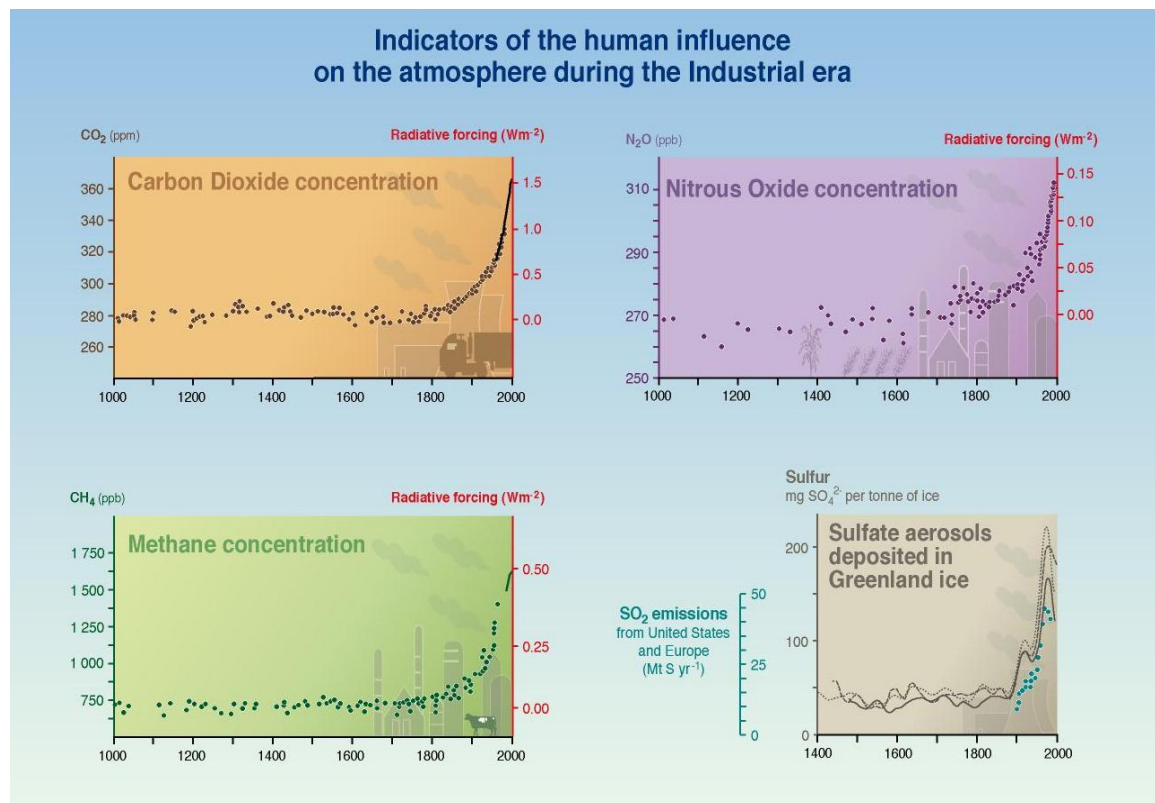 Indicators of the human influence
on the atmosphere during the Industrial era
CO₂ (ppm)
Radiative forcing (Wm⁻²)
Carbon Dioxide concentration
360
340
320
300
280
260
1.5
1.0
0.5
0.0
1000 1200 1400 1600 1800 2000
N₂O (ppb)
Radiative forcing (Wm⁻²)
Nitrous Oxide concentration
310
290
270
250
0.15
0.10
0.05
0.00
1000 1200 1400 1600 1800 2000
CH₄ (ppb)
Radiative forcing (Wm⁻²)
Methane concentration
1 750
1 500
1 250
1 000
750
0.50
0.25
0.00
1000 1200 1400 1600 1800 2000
Sulfur
mg SO₄²⁻ per tonne of ice
Sulfate aerosols
deposited in
Greenland ice
200
100
0
SO₂ emissions
from United States
and Europe
(Mt S yr⁻¹)
50
25
0
1400 1600 1800 2000